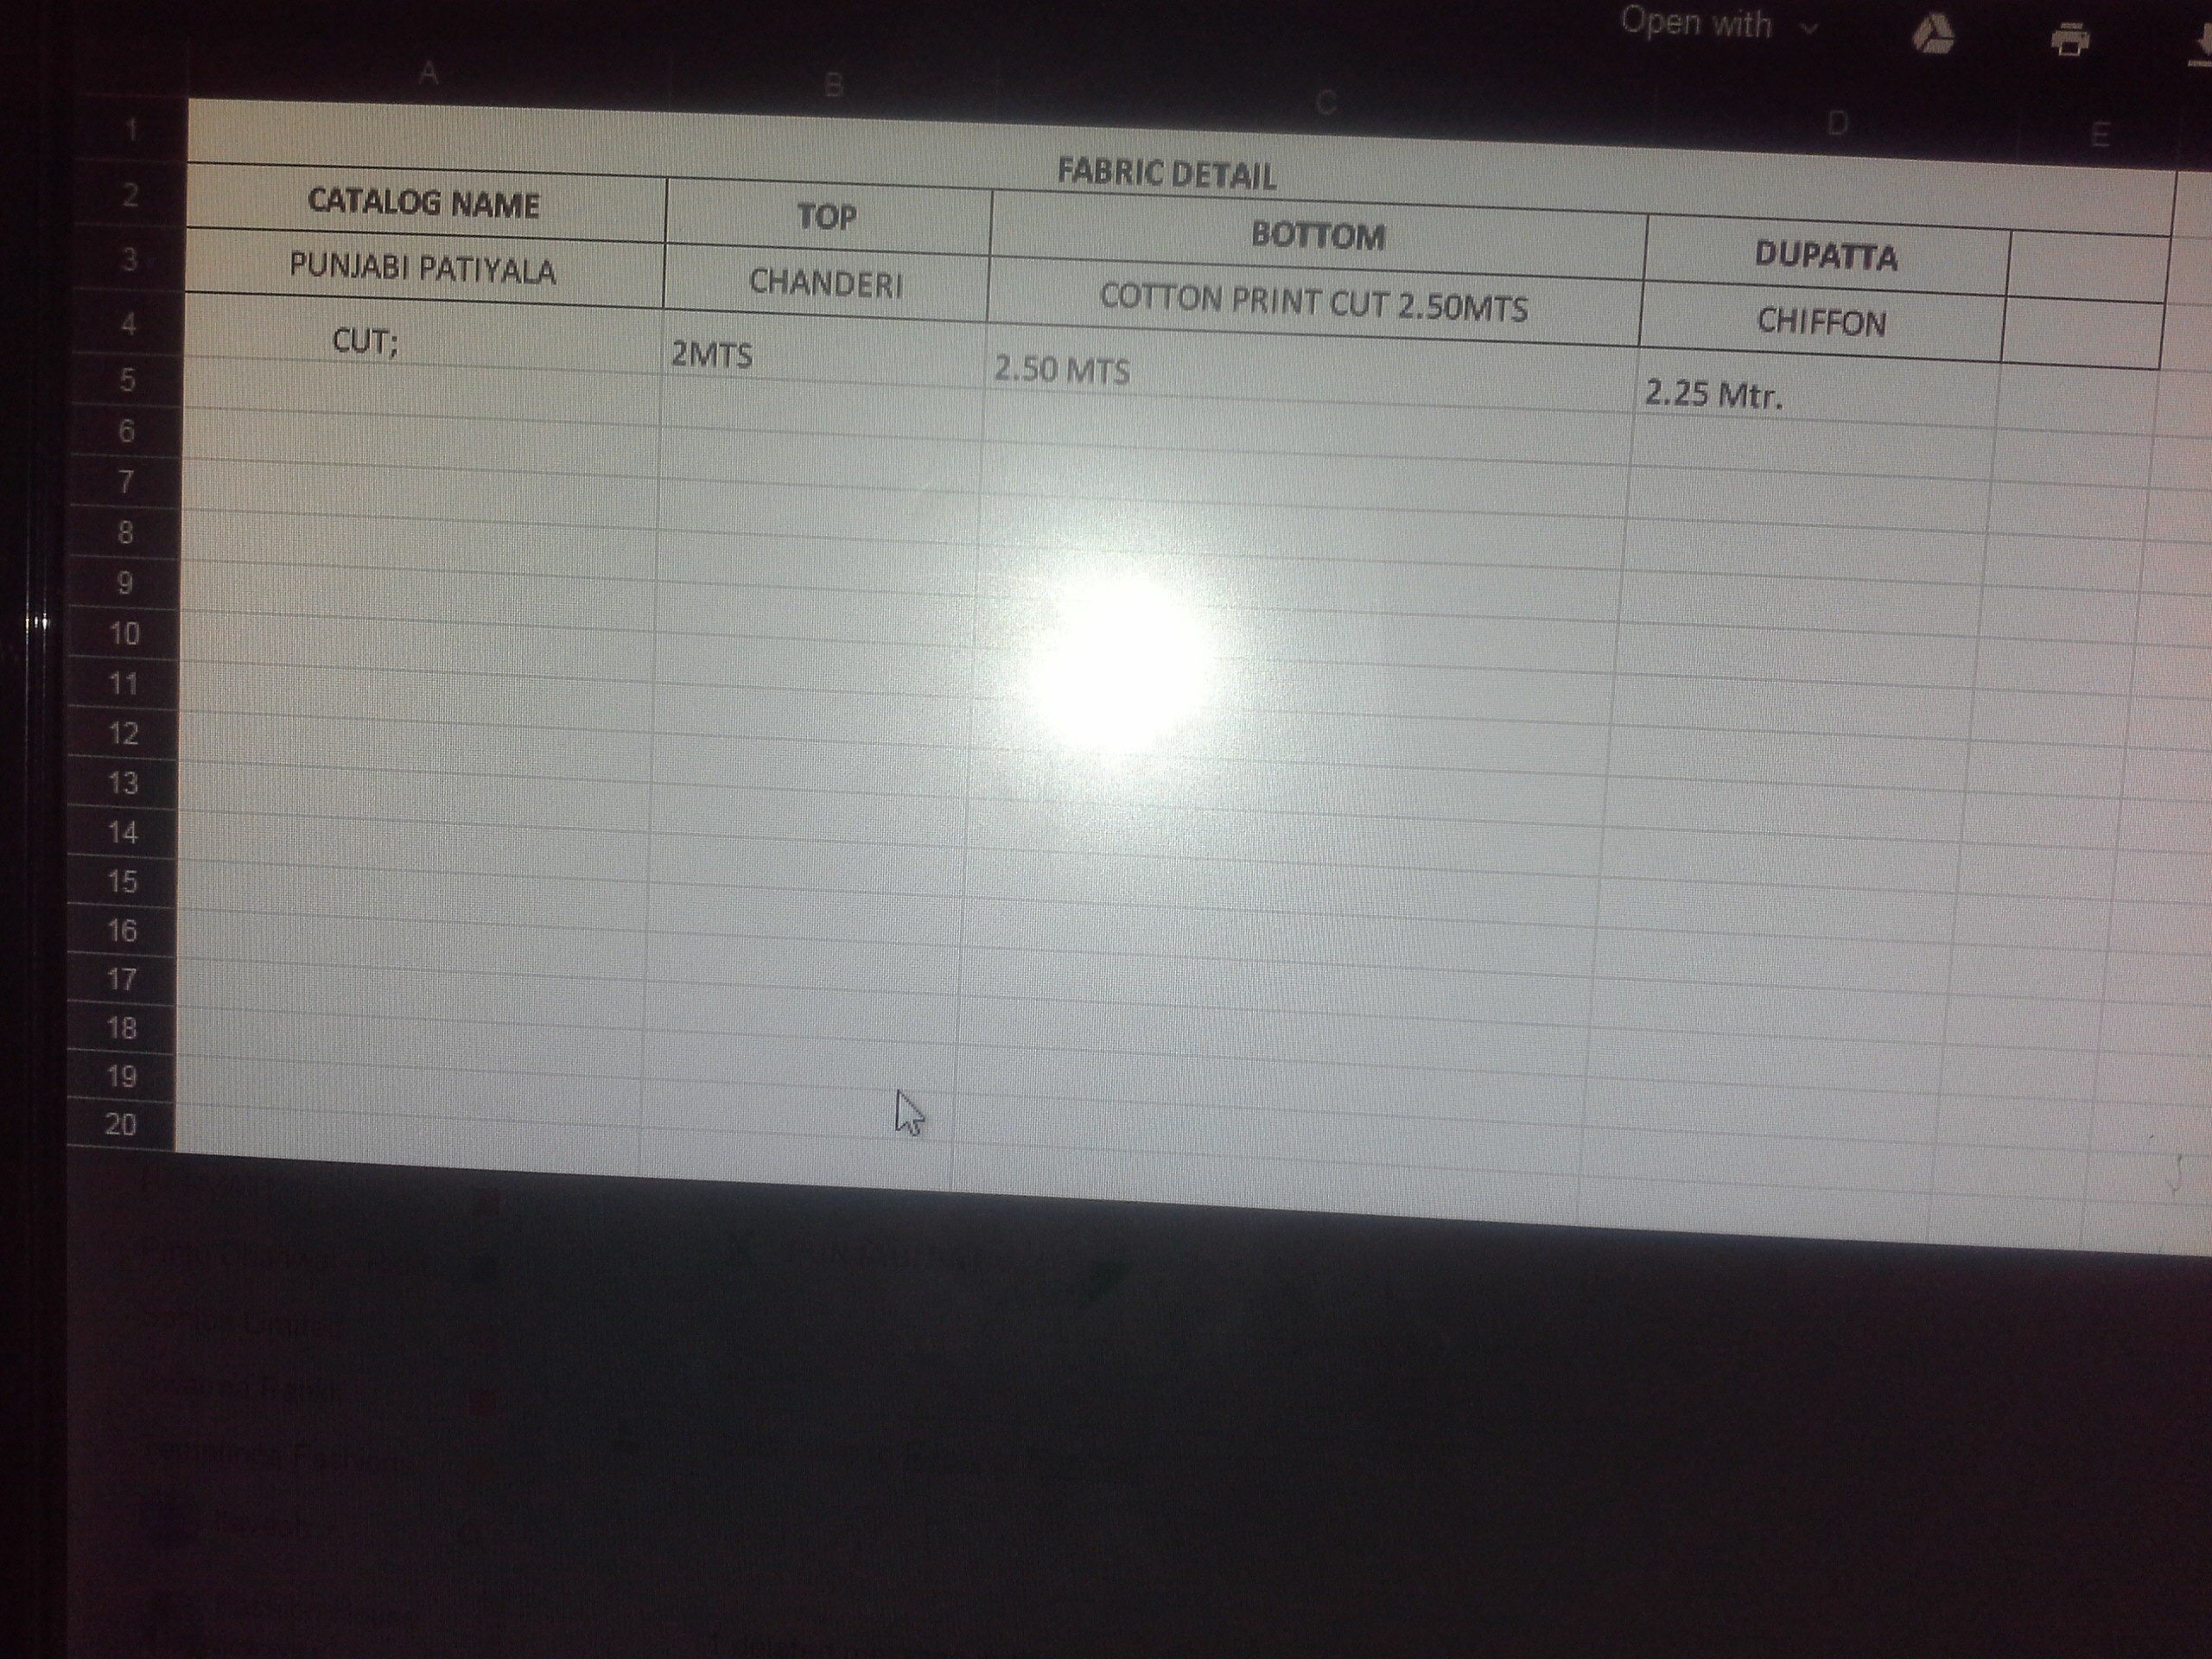 Open with
A B C D E
1
FABRIC DETAIL
2 CATALOG NAME TOP BOTTOM DUPATTA
3 PUNJABI PATIYALA CHANDERI COTTON PRINT CUT 2.50MTS CHIFFON
4 CUT; 2MTS 2.50 MTS 2.25 Mtr.
5
6
7
8
9
10
11
12
13
14
15
16
17
18
19
20